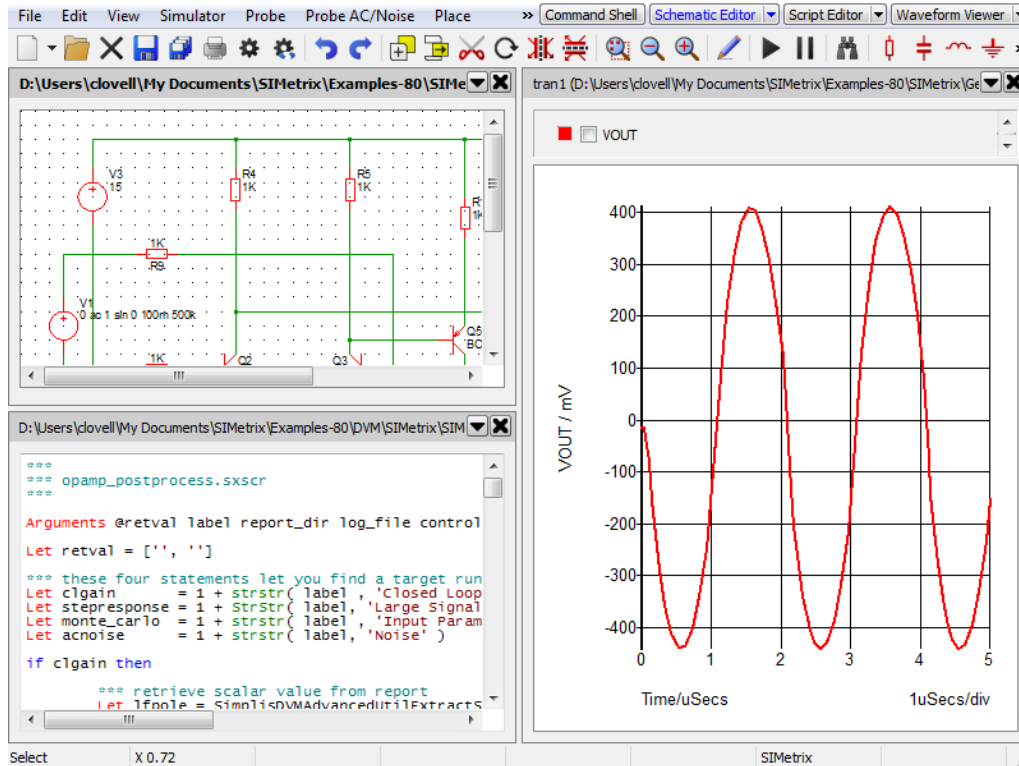 File Edit View Simulator Probe Probe AC/Noise Place » Command Shell Schematic Editor Script Editor Waveform Viewer
D:\Users\clovell\My Documents\SIMetrix\Examples-80\SIMe
V3
15
R4
1K
R5
1K
1K
R9
V1
0 ac 1 sin 0 100m 500k
1K
Q2
Q3
Q5
BC
D:\Users\clovell\My Documents\SIMetrix\Examples-80\DVM\SIMetrix\SIM
***
*** opamp_postprocess.sxscr
***
Arguments @retval label report_dir log_file control
Let retval = ['', '']
*** these four statements let you find a target run
Let clgain = 1 + strstr( label , 'Closed Loop
Let stepresponse = 1 + StrStr( label, 'Large Signal
Let monte_carlo = 1 + strstr( label , 'Input Param
Let acnoise = 1 + strstr( label, 'Noise' )
if clgain then
*** retrieve scalar value from report
Let lfpole = SimplisDVMAdvancedUtilExtractS
tran1 (D:\Users\clovell\My Documents\SIMetrix\Examples-80\SIMetrix\Ge
VOUT
VOUT / mV
400
300
200
100
0
-100
-200
-300
-400
0 1 2 3 4 5
Time/uSecs 1uSecs/div
Select X 0.72 SIMetrix